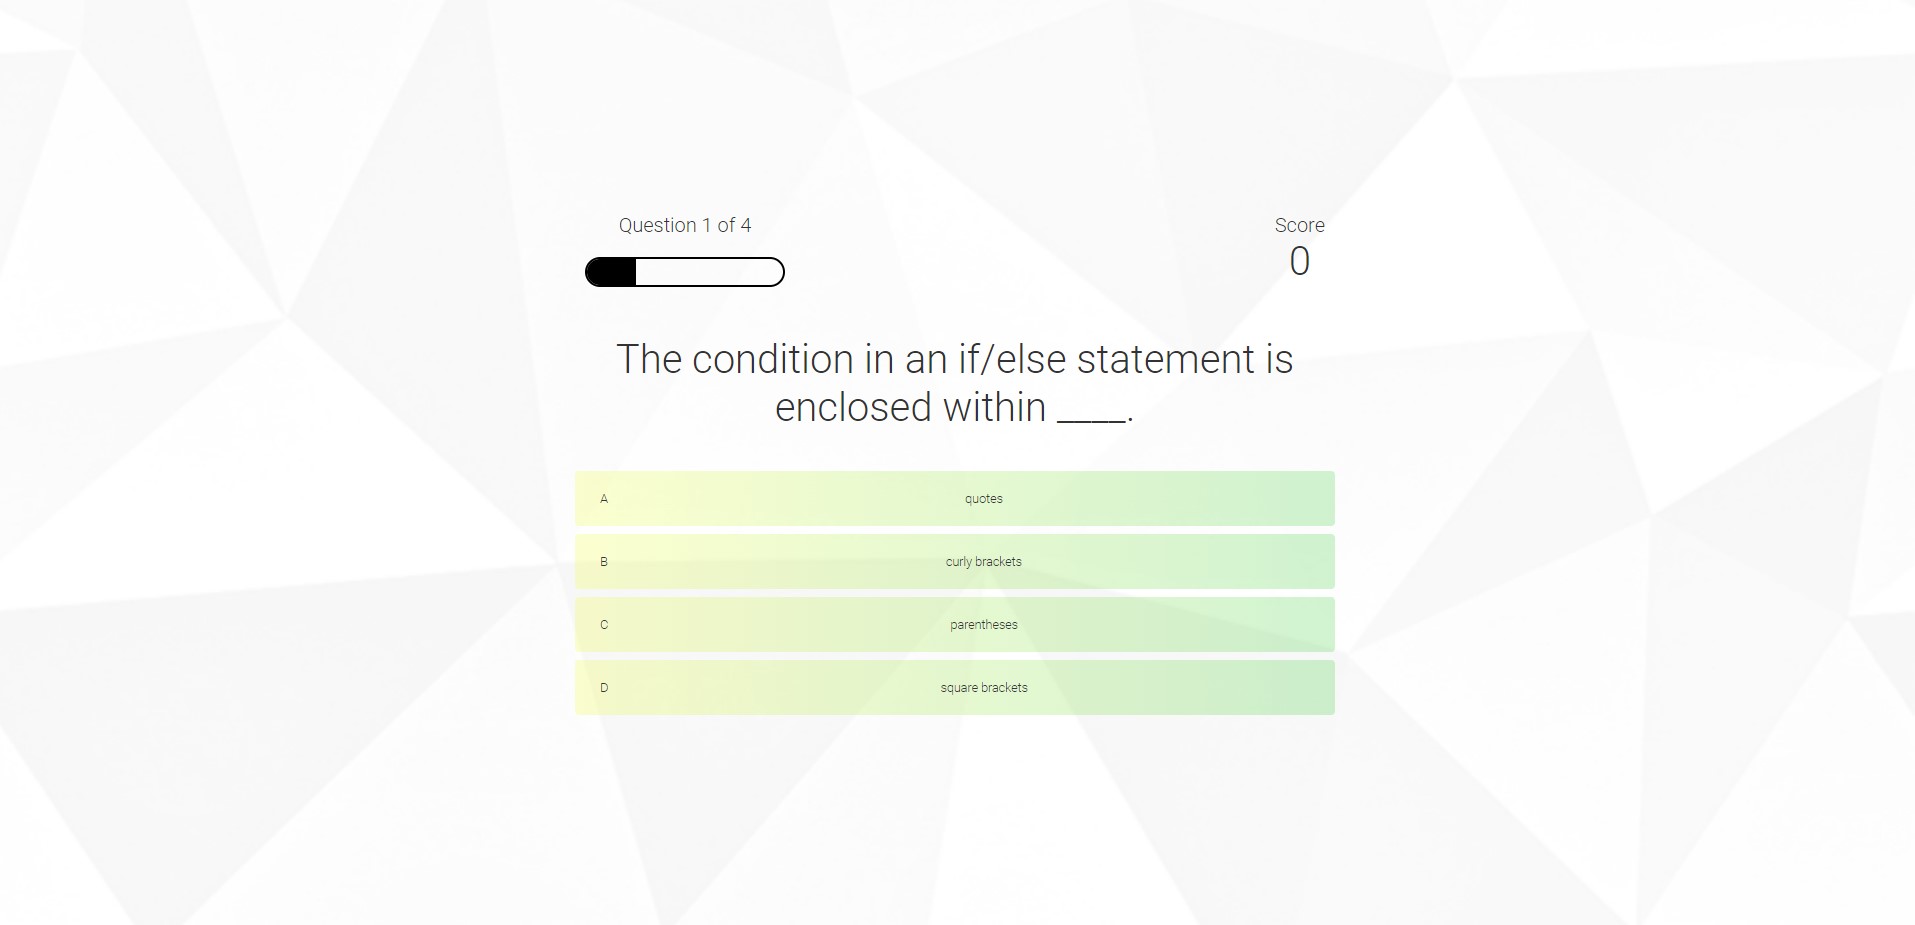 Question 1 of 4
Score
0
The condition in an if/else statement is
enclosed within ____.
A quotes
B curly brackets
C parentheses
D square brackets